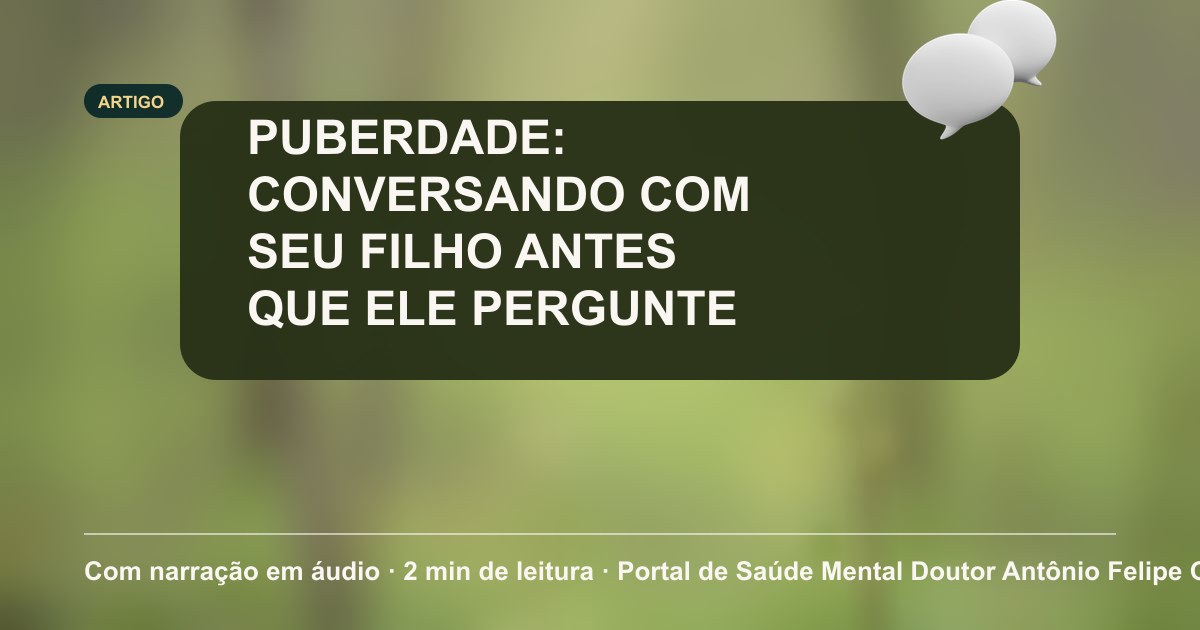 ARTIGO
PUBERDADE:
CONVERSANDO COM
SEU FILHO ANTES
QUE ELE PERGUNTE
Com narração em áudio · 2 min de leitura · Portal de Saúde Mental Doutor Antônio Felipe